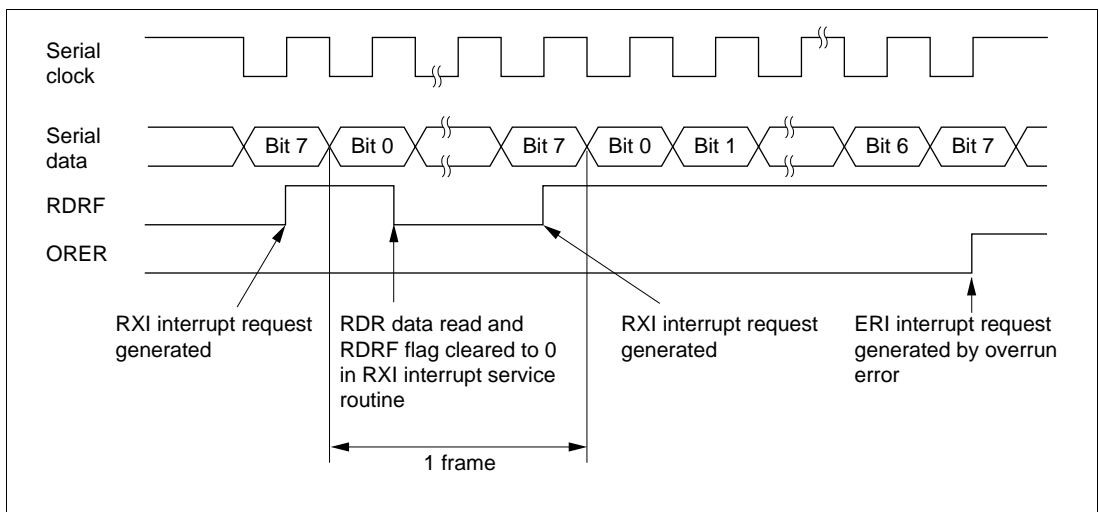 Serial
clock
Serial
data
Bit 7
Bit 0
Bit 7
Bit 0
Bit 1
Bit 6
Bit 7
RDRF
ORER
RXI interrupt request
generated
RDR data read and
RDRF flag cleared to 0
in RXI interrupt service
routine
RXI interrupt request
generated
ERI interrupt request
generated by overrun
error
1 frame